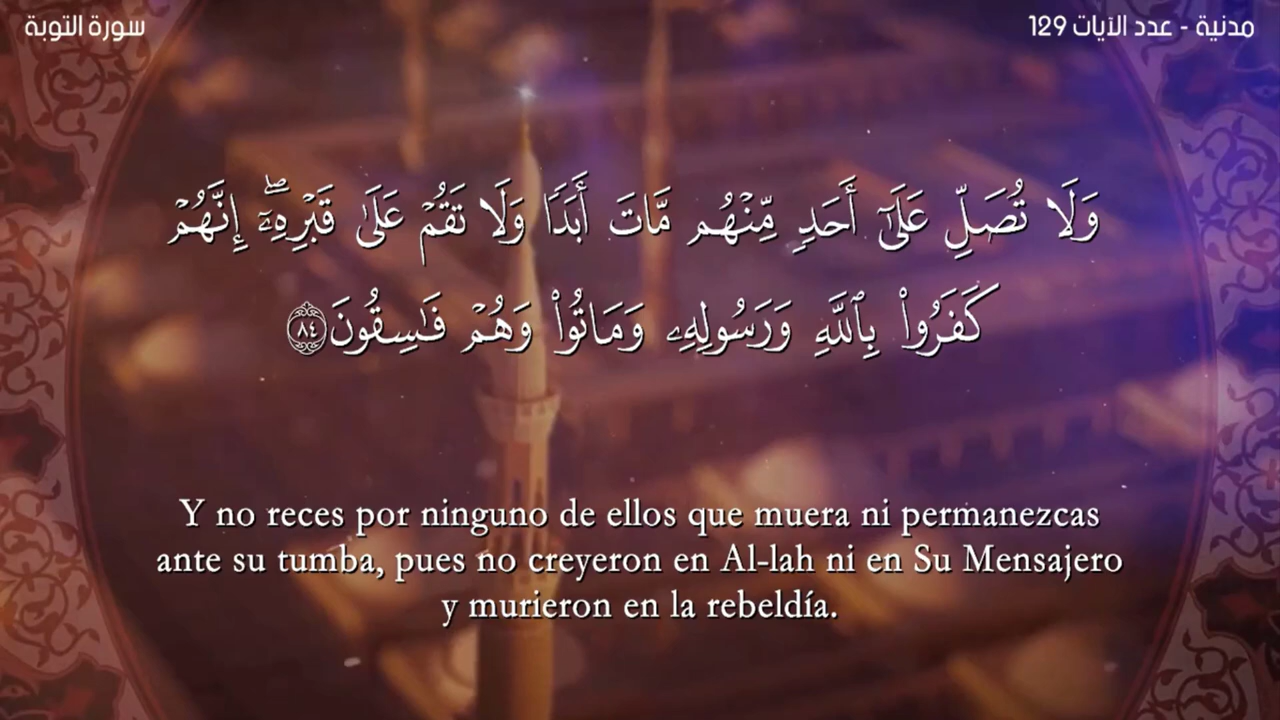 سورة التوبة
مدنية - عدد الآيات 129
وَلَا تُصَلِّ عَلَىٰٓ أَحَدٖ مِّنۡهُم مَّاتَ أَبَدٗا وَلَا تَقُمۡ عَلَىٰ قَبۡرِهِۦٓۖ إِنَّهُمۡ
كَفَرُواْ بِٱللَّهِ وَرَسُولِهِۦ وَمَاتُواْ وَهُمۡ فَٰسِقُونَ ٨٤
Y no reces por ninguno de ellos que muera ni permanezcas
ante su tumba, pues no creyeron en Al-lah ni en Su Mensajero
y murieron en la rebeldía.